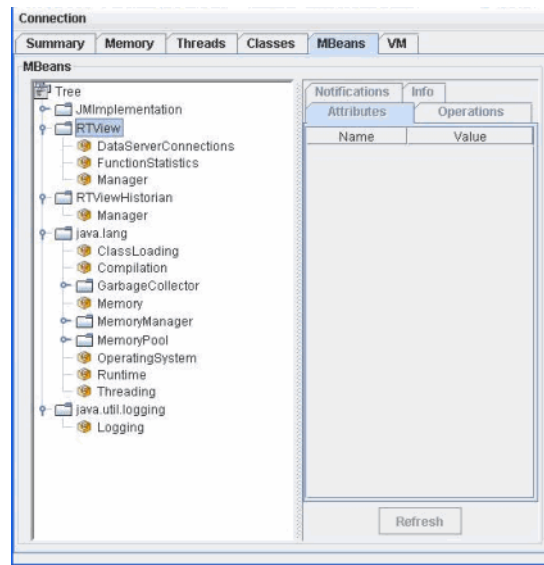 Connection
Summary Memory Threads Classes MBeans VM
MBeans
Tree
JMImplementation
RTView
DataServerConnections
FunctionStatistics
Manager
RTViewHistorian
Manager
java.lang
ClassLoading
Compilation
GarbageCollector
Memory
MemoryManager
MemoryPool
OperatingSystem
Runtime
Threading
java.util.logging
Logging
Notifications Info
Attributes Operations
Name Value
Refresh